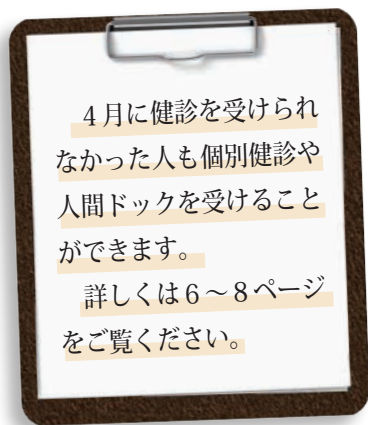 ４月に健診を受けられ
なかった人も個別健診や
人間ドックを受けること
ができます。
　詳しくは６～８ページ
をご覧ください。